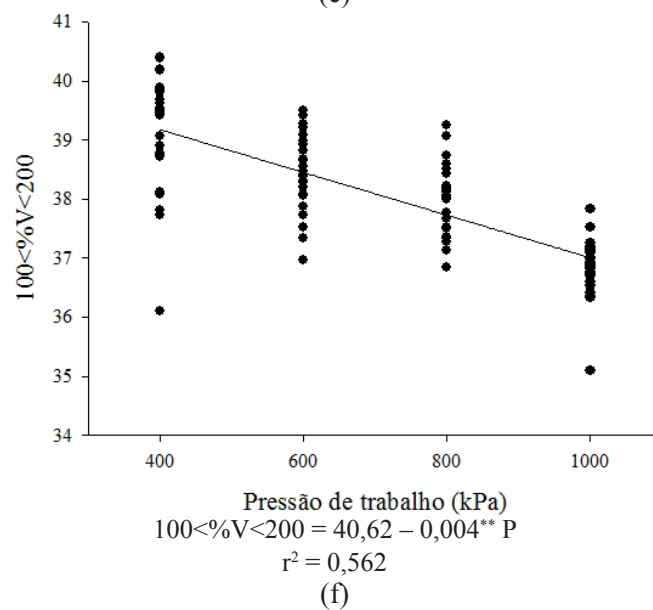 (e)
41
40
39
38
37
36
35
34
100<%V<200
400 600 800 1000
Pressão de trabalho (kPa)
100<%V<200 = 40,62 – 0,004** P
r² = 0,562
(f)